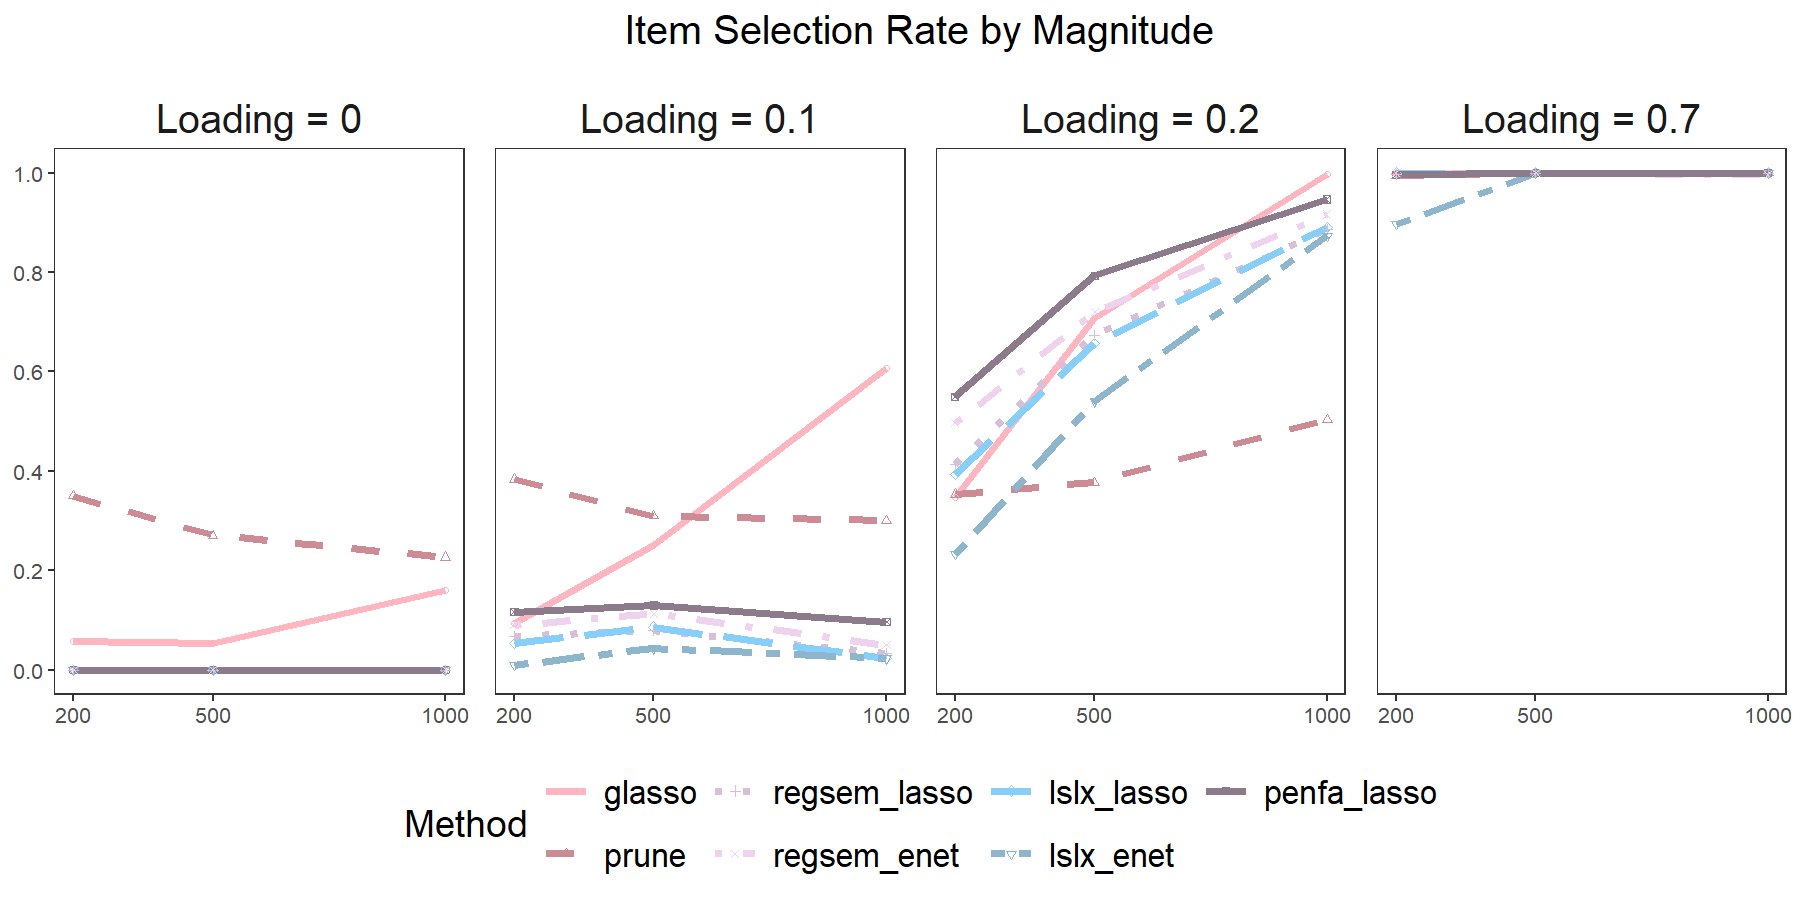 Item Selection Rate by Magnitude
Loading = 0 Loading = 0.1 Loading = 0.2 Loading = 0.7
1.0
0.8
0.6
0.4
0.2
0.0
200 500 1000 200 500 1000 200 500 1000 200 500 1000
Method
glasso regsem_lasso lslx_lasso penfa_lasso
prune regsem_enet lslx_enet